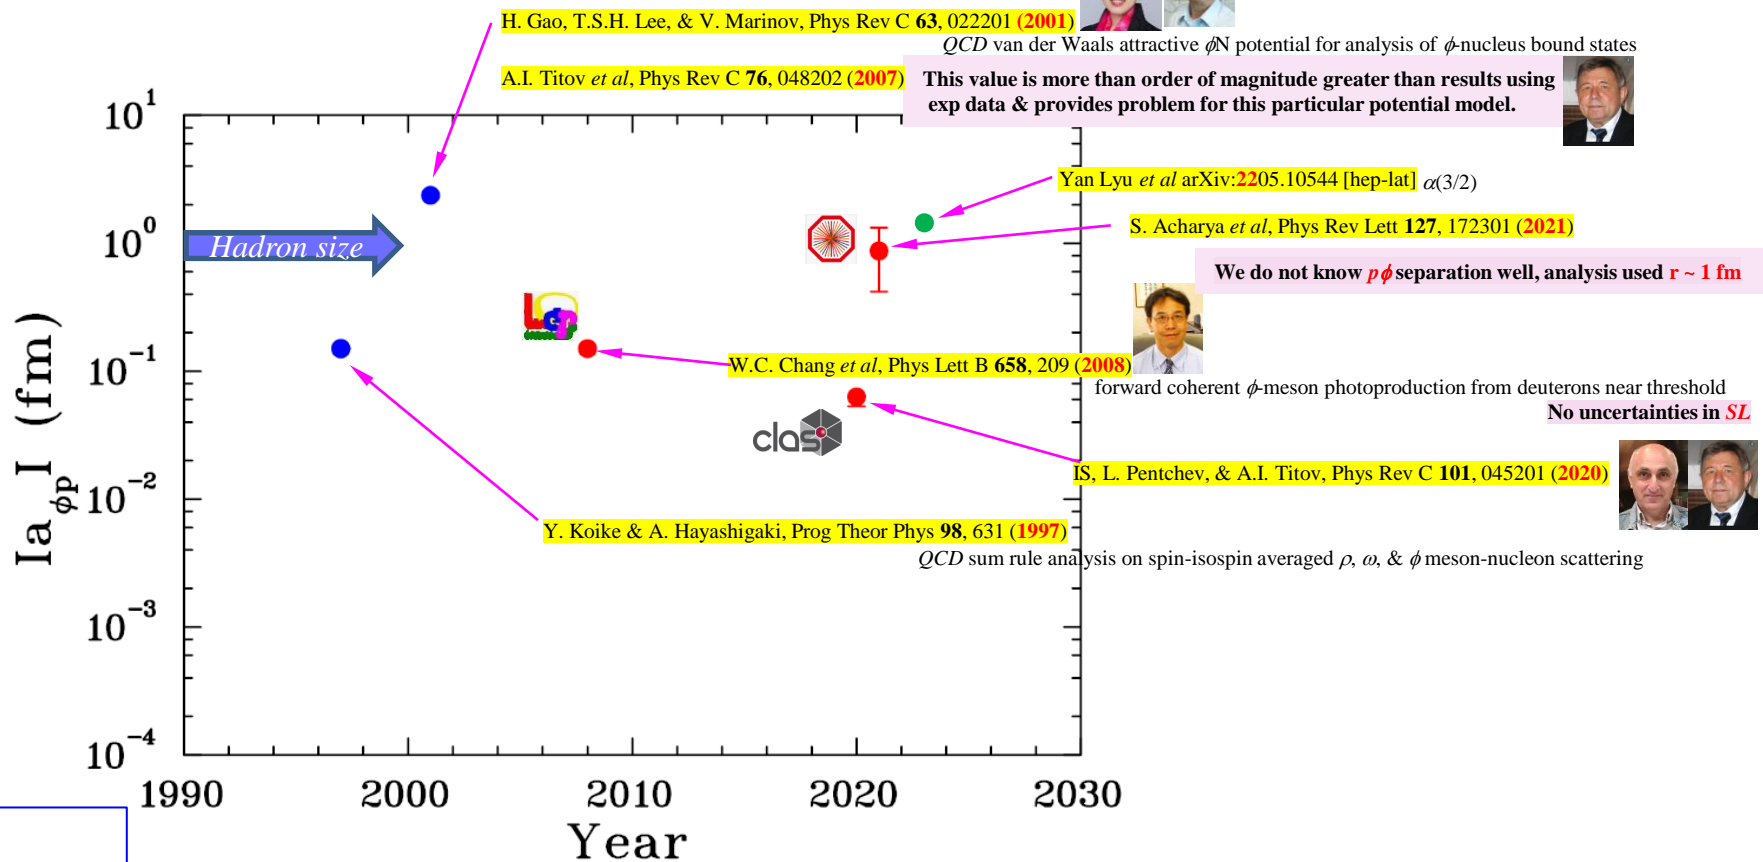 H. Gao, T.S.H. Lee, & V. Marinov, Phys Rev C 63, 022201 (2001)
QCD van der Waals attractive ϕN potential for analysis of ϕ-nucleus bound states
A.I. Titov et al, Phys Rev C 76, 048202 (2007)
This value is more than order of magnitude greater than results using
exp data & provides problem for this particular potential model.
10^1
Yan Lyu et al arXiv:2205.10544 [hep-lat] α(3/2)
S. Acharya et al, Phys Rev Lett 127, 172301 (2021)
10^0
Hadron size
We do not know pϕ separation well, analysis used r ~ 1 fm
LEP
W.C. Chang et al, Phys Lett B 658, 209 (2008)
10^-1
forward coherent ϕ-meson photoproduction from deuterons near threshold
No uncertainties in SL
clas
IS, L. Pentchev, & A.I. Titov, Phys Rev C 101, 045201 (2020)
10^-2
Y. Koike & A. Hayashigaki, Prog Theor Phys 98, 631 (1997)
QCD sum rule analysis on spin-isospin averaged ρ, ω, & ϕ meson-nucleon scattering
10^-3
10^-4
Ia_ϕp I (fm)
1990 2000 2010 2020 2030
Year